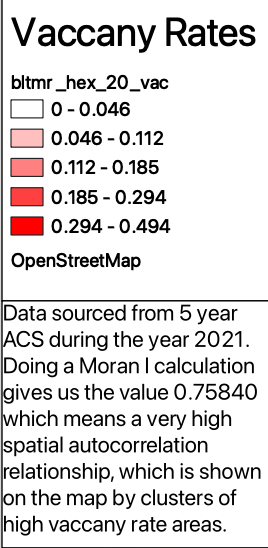 Vaccany Rates
bltmr_hex_20_vac
0 - 0.046
0.046 - 0.112
0.112 - 0.185
0.185 - 0.294
0.294 - 0.494
OpenStreetMap
Data sourced from 5 year
ACS during the year 2021.
Doing a Moran I calculation
gives us the value 0.75840
which means a very high
spatial autocorrelation
relationship, which is shown
on the map by clusters of
high vaccany rate areas.